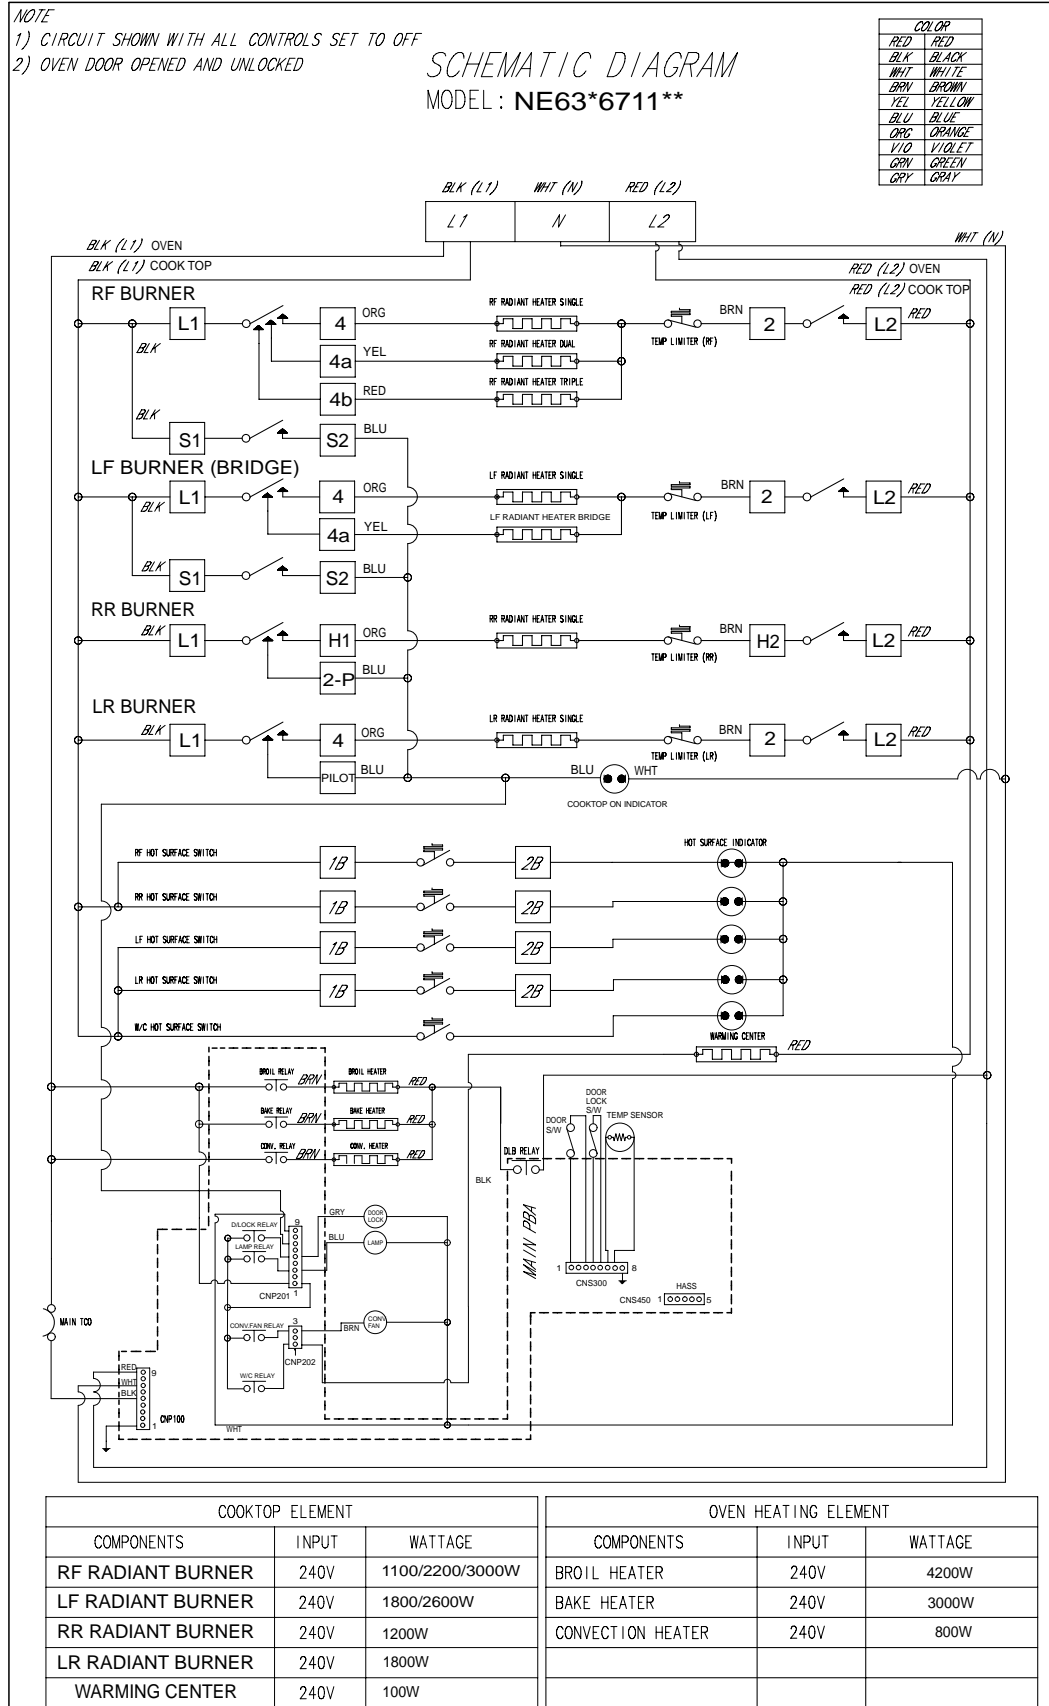 NOTE
1) CIRCUIT SHOWN WITH ALL CONTROLS SET TO OFF
2) OVEN DOOR OPENED AND UNLOCKED
SCHEMATIC DIAGRAM
MODEL: NE63*6711**
COLOR
RED RED
BLK BLACK
WHT WHITE
BRN BROWN
YEL YELLOW
BLU BLUE
ORG ORANGE
VIO VIOLET
GRN GREEN
GRY GRAY
BLK (L1) WHT (N) RED (L2)
L1 N L2
WHT (N)
BLK (L1) OVEN
BLK (L1) COOK TOP
RED (L2) OVEN
RED (L2) COOK TOP
RF BURNER
L1 4 ORG RF RADIANT HEATER SINGLE TEMP LIMITER (RF) BRN 2 L2 RED
BLK
4a YEL RF RADIANT HEATER DUAL
4b RED RF RADIANT HEATER TRIPLE
BLK S1 S2 BLU
LF BURNER (BRIDGE)
BLK L1 4 ORG LF RADIANT HEATER SINGLE TEMP LIMITER (LF) BRN 2 L2 RED
4a YEL LF RADIANT HEATER BRIDGE
BLK S1 S2 BLU
RR BURNER
BLK L1 H1 ORG RR RADIANT HEATER SINGLE TEMP LIMITER (RR) BRN H2 L2 RED
2-P BLU
LR BURNER
BLK L1 4 ORG LR RADIANT HEATER SINGLE TEMP LIMITER (LR) BRN 2 L2 RED
PILOT BLU BLU WHT
COOKTOP ON INDICATOR
HOT SURFACE INDICATOR
RF HOT SURFACE SWITCH 1B 2B
RR HOT SURFACE SWITCH 1B 2B
LF HOT SURFACE SWITCH 1B 2B
LR HOT SURFACE SWITCH 1B 2B
W/C HOT SURFACE SWITCH
WARMING CENTER RED
BROIL RELAY BRN BROIL HEATER RED
BAKE RELAY BRN BAKE HEATER RED
CONV. RELAY BRN CONV. HEATER RED
DLB RELAY
BLK
DOOR S/W
DOOR LOCK S/W
TEMP SENSOR
MAIN PBA
1 8
CNS300
HASS
CNS450 1 5
D/LOCK RELAY 9 GRY DOOR LOCK
LAMP RELAY BLU LAMP
CNP201 1
CONV.FAN RELAY 3 BRN CONV FAN
1
CNP202
W/C RELAY
MAIN TCO
RED 9
WHT
BLK
CNP100
1
WHT
COOKTOP ELEMENT
COMPONENTS INPUT WATTAGE
RF RADIANT BURNER 240V 1100/2200/3000W
LF RADIANT BURNER 240V 1800/2600W
RR RADIANT BURNER 240V 1200W
LR RADIANT BURNER 240V 1800W
WARMING CENTER 240V 100W
OVEN HEATING ELEMENT
COMPONENTS INPUT WATTAGE
BROIL HEATER 240V 4200W
BAKE HEATER 240V 3000W
CONVECTION HEATER 240V 800W